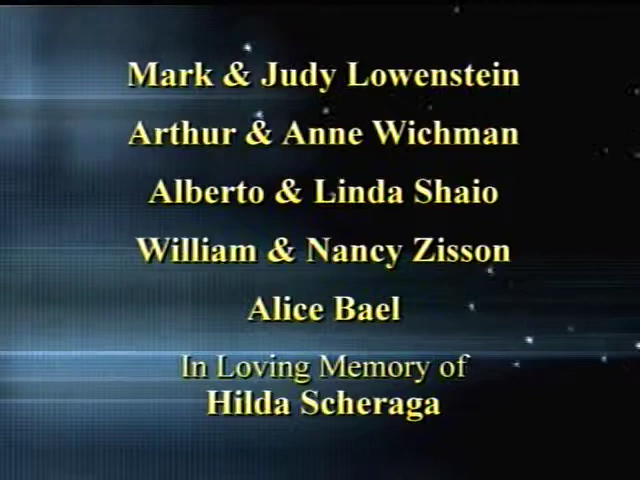 Mark & Judy Lowenstein
Arthur & Anne Wichman
Alberto & Linda Shaio
William & Nancy Zisson
Alice Bael
In Loving Memory of
Hilda Scheraga